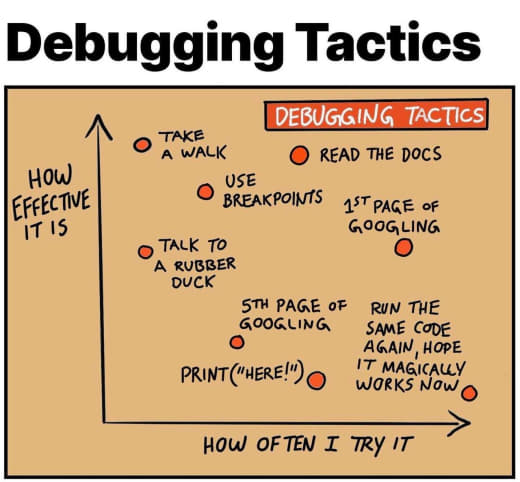 Debugging Tactics
DEBUGGING TACTICS
HOW
EFFECTIVE
IT IS
TAKE
A WALK
READ THE DOCS
USE
BREAKPOINTS
1ST PAGE OF
GOOGLING
TALK TO
A RUBBER
DUCK
5TH PAGE OF
GOOGLING
RUN THE
SAME CODE
AGAIN, HOPE
IT MAGICALLY
WORKS NOW
PRINT("HERE!")
HOW OFTEN I TRY IT